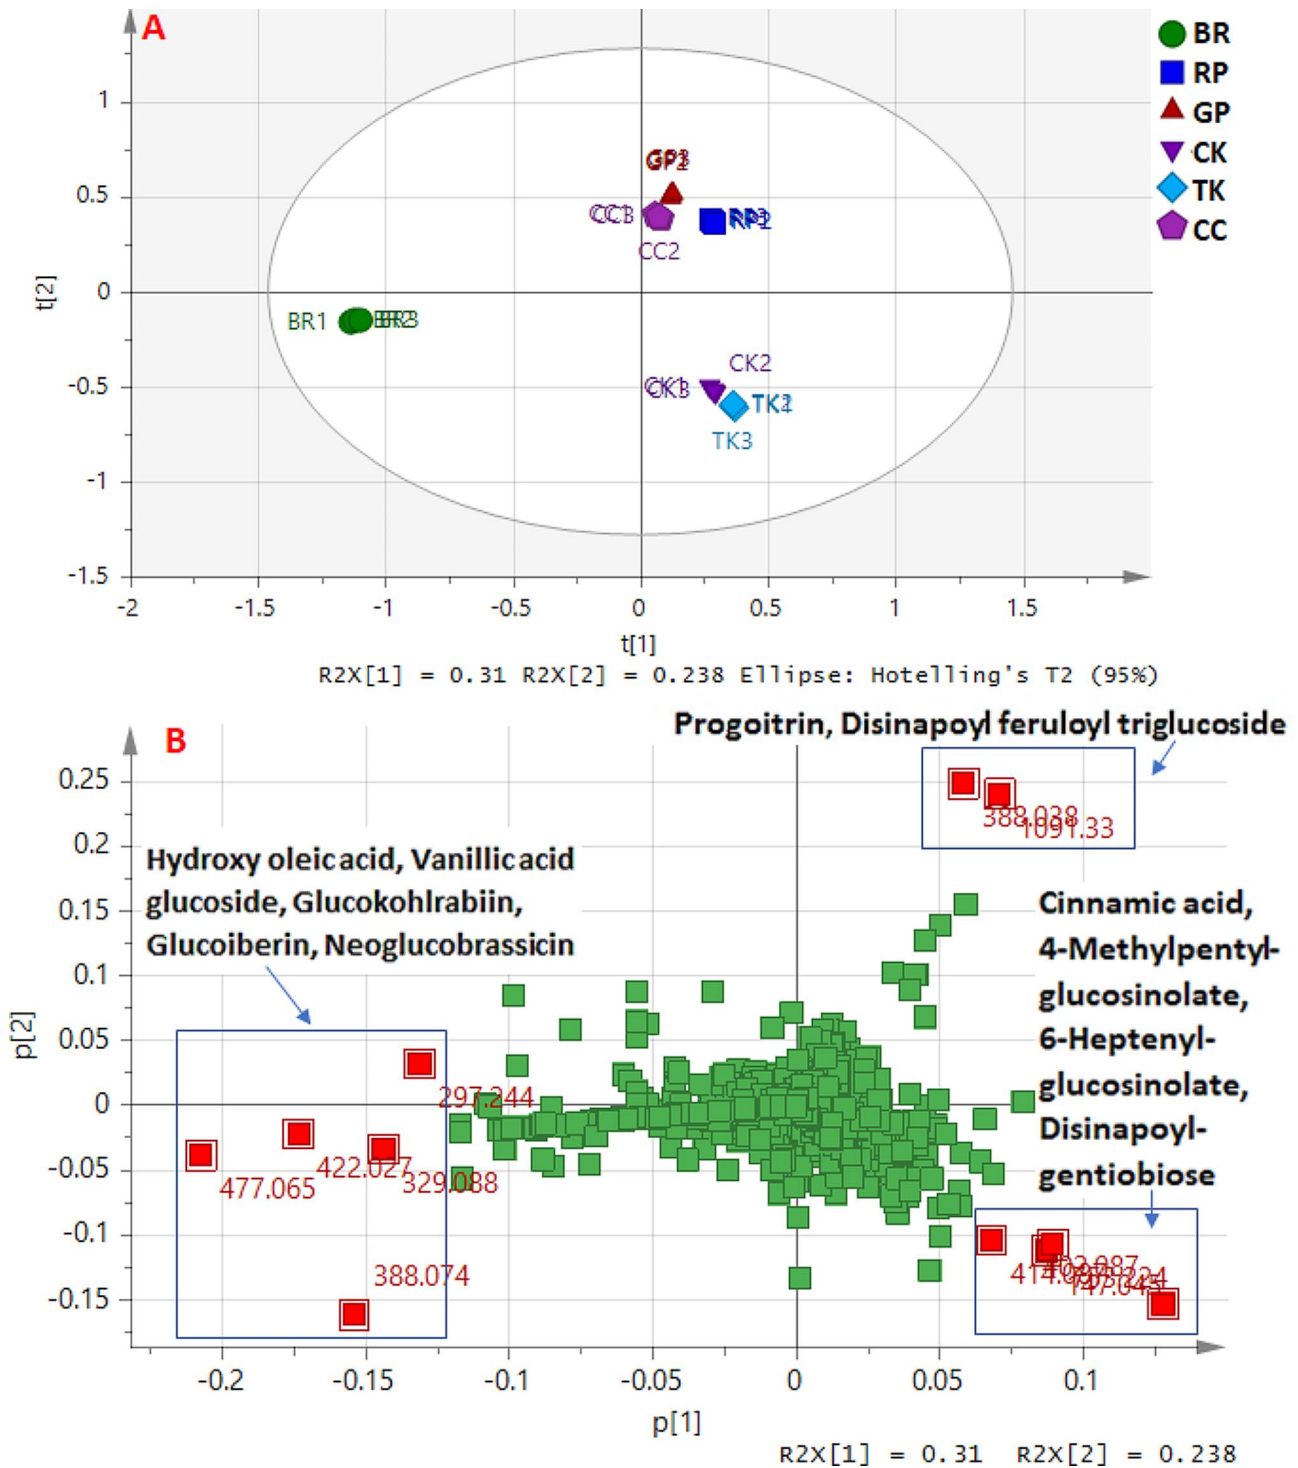 A
BR
RP
GP
CK
TK
CC
1
0.5
0
-0.5
-1
-1.5
t[2]
CC2
BR1
CK2
TK3
-2
-1.5
-1
-0.5
0
0.5
1
1.5
t[1]
R2X[1] = 0.31 R2X[2] = 0.238 Ellipse: Hotelling's T2 (95%)
B
Progoitrin, Disinapoyl feruloyl triglucoside
388.038
1091.33
Hydroxy oleic acid, Vanillic acid
glucoside, Glucokohlrabiin,
Glucoiberin, Neoglucobrassicin
Cinnamic acid,
4-Methylpentyl-
glucosinolate,
6-Heptenyl-
glucosinolate,
Disinapoyl-
gentiobiose
0.25
0.2
0.15
0.1
0.05
0
-0.05
-0.1
-0.15
p[2]
297.244
422.027
329.088
477.065
388.074
-0.2
-0.15
-0.1
-0.05
0
0.05
0.1
p[1]
R2X[1] = 0.31 R2X[2] = 0.238